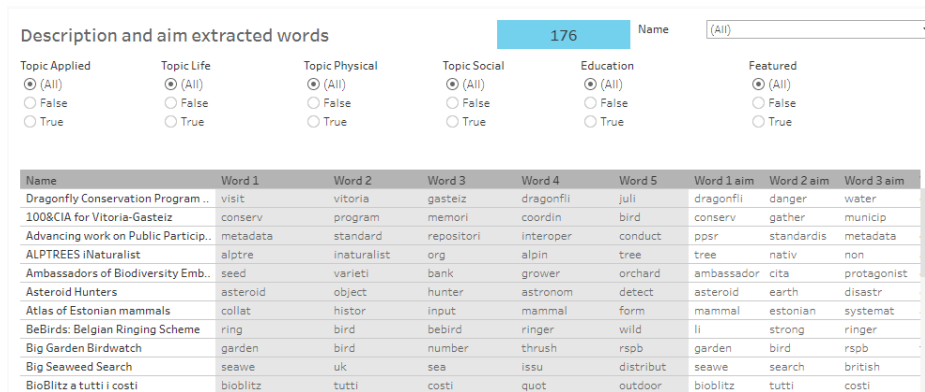 Description and aim extracted words 176 Name (All)
Topic Applied Topic Life Topic Physical Topic Social Education Featured
(All) (All) (All) (All) (All) (All)
False False False False False False
True True True True True True
Name Word 1 Word 2 Word 3 Word 4 Word 5 Word 1 aim Word 2 aim Word 3 aim
Dragonfly Conservation Program .. visit vitoria gasteiz dragonfli juli dragonfli danger water
100&CIA for Vitoria-Gasteiz conserv program memori coordin bird conserv gather municip
Advancing work on Public Particip.. metadata standard repositori interoper conduct ppsr standardis metadata
ALPTREES iNaturalist alptre inaturalist org alpin tree tree nativ non
Ambassadors of Biodiversity Emb.. seed varieti bank grower orchard ambassador cita protagonist
Asteroid Hunters asteroid object hunter astronom detect asteroid earth disastr
Atlas of Estonian mammals collat histor input mammal form mammal estonian systemat
BeBirds: Belgian Ringing Scheme ring bird bebird ringer wild li strong ringer
Big Garden Birdwatch garden bird number thrush rspb garden bird rspb
Big Seaweed Search seawe uk sea issu distribut seawe search british
BioBlitz a tutti i costi bioblitz tutti costi quot outdoor bioblitz tutti costi